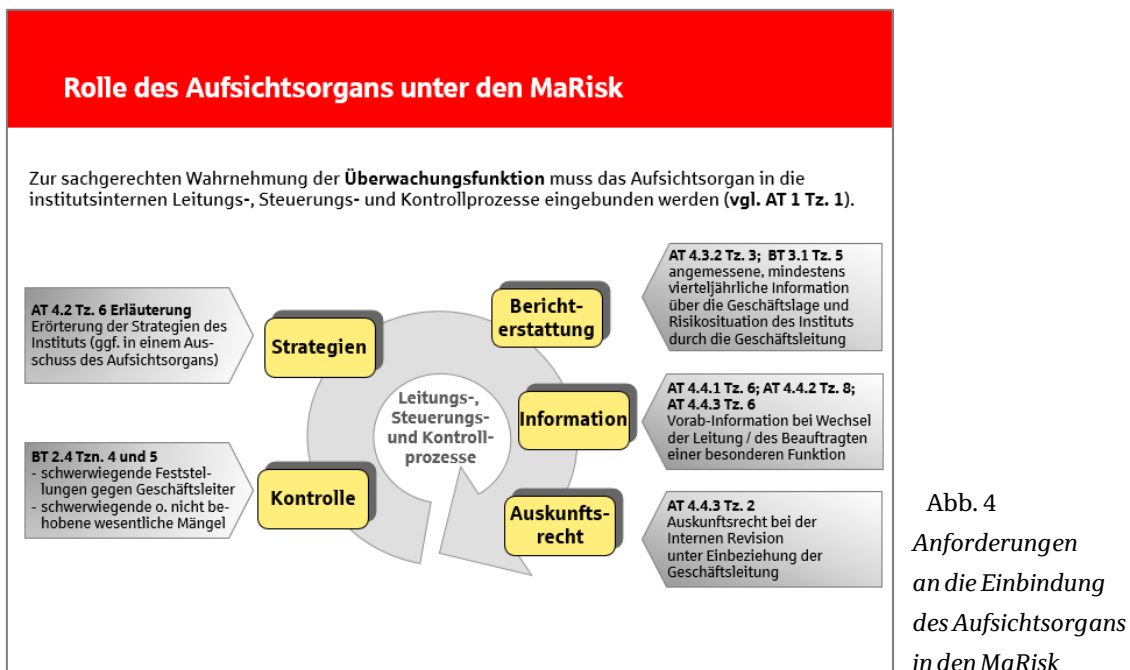 Rolle des Aufsichtsorgans unter den MaRisk
Zur sachgerechten Wahrnehmung der Überwachungsfunktion muss das Aufsichtsorgan in die
institutsinternen Leitungs-, Steuerungs- und Kontrollprozesse eingebunden werden (vgl. AT 1 Tz. 1).
AT 4.2 Tz. 6 Erläuterung
Erörterung der Strategien des
Instituts (ggf. in einem Aus-
schuss des Aufsichtsorgans)
Strategien
Bericht-
erstattung
AT 4.3.2 Tz. 3; BT 3.1 Tz. 5
angemessene, mindestens
vierteljährliche Information
über die Geschäftslage und
Risikosituation des Instituts
durch die Geschäftsleitung
Leitungs-,
Steuerungs-
und Kontroll-
prozesse
Information
AT 4.4.1 Tz. 6; AT 4.4.2 Tz. 8;
AT 4.4.3 Tz. 6
Vorab-Information bei Wechsel
der Leitung / des Beauftragten
einer besonderen Funktion
BT 2.4 Tzn. 4 und 5
- schwerwiegende Feststel-
lungen gegen Geschäftsleiter
- schwerwiegende o. nicht be-
hobene wesentliche Mängel
Kontrolle
Auskunfts-
recht
AT 4.4.3 Tz. 2
Auskunftsrecht bei der
Internen Revision
unter Einbeziehung der
Geschäftsleitung
Abb. 4
Anforderungen
an die Einbindung
des Aufsichtsorgans
in den MaRisk